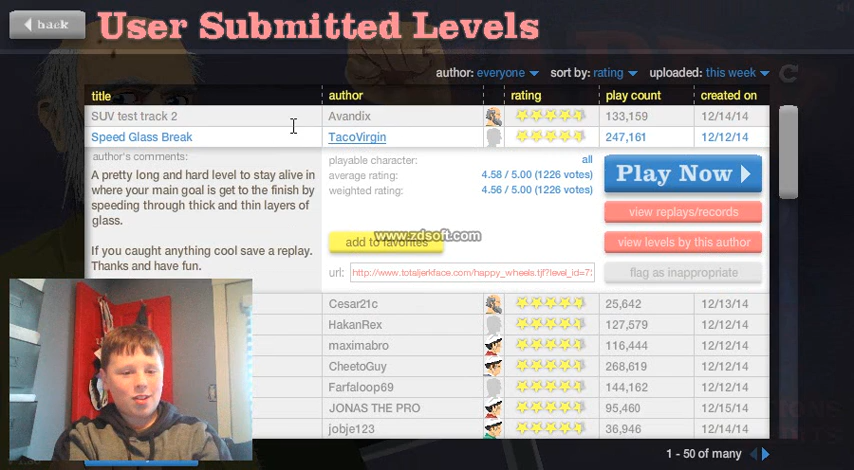 back
User Submitted Levels
author: everyone sort by: rating uploaded: this week
title author rating play count created on
SUV test track 2 Avandix 133,159 12/14/14
Speed Glass Break TacoVirgin 247,161 12/12/14
author's comments:
A pretty long and hard level to stay alive in
where your main goal is get to the finish by
speeding through thick and thin layers of
glass.
If you caught anything cool save a replay.
Thanks and have fun.
playable character: all
average rating: 4.58 / 5.00 (1226 votes)
weighted rating: 4.56 / 5.00 (1226 votes)
add to favorites
www.zdsoft.com
url: http://www.totaljerkface.com/happy_wheels.tjf?level_id=7
Play Now
view replays/records
view levels by this author
flag as inappropriate
Cesar21c 25,642 12/13/14
HakanRex 127,579 12/12/14
maximabro 116,444 12/12/14
CheetoGuy 268,619 12/12/14
Farfaloop69 144,162 12/12/14
JONAS THE PRO 95,460 12/15/14
jobje123 36,946 12/14/14
1 - 50 of many